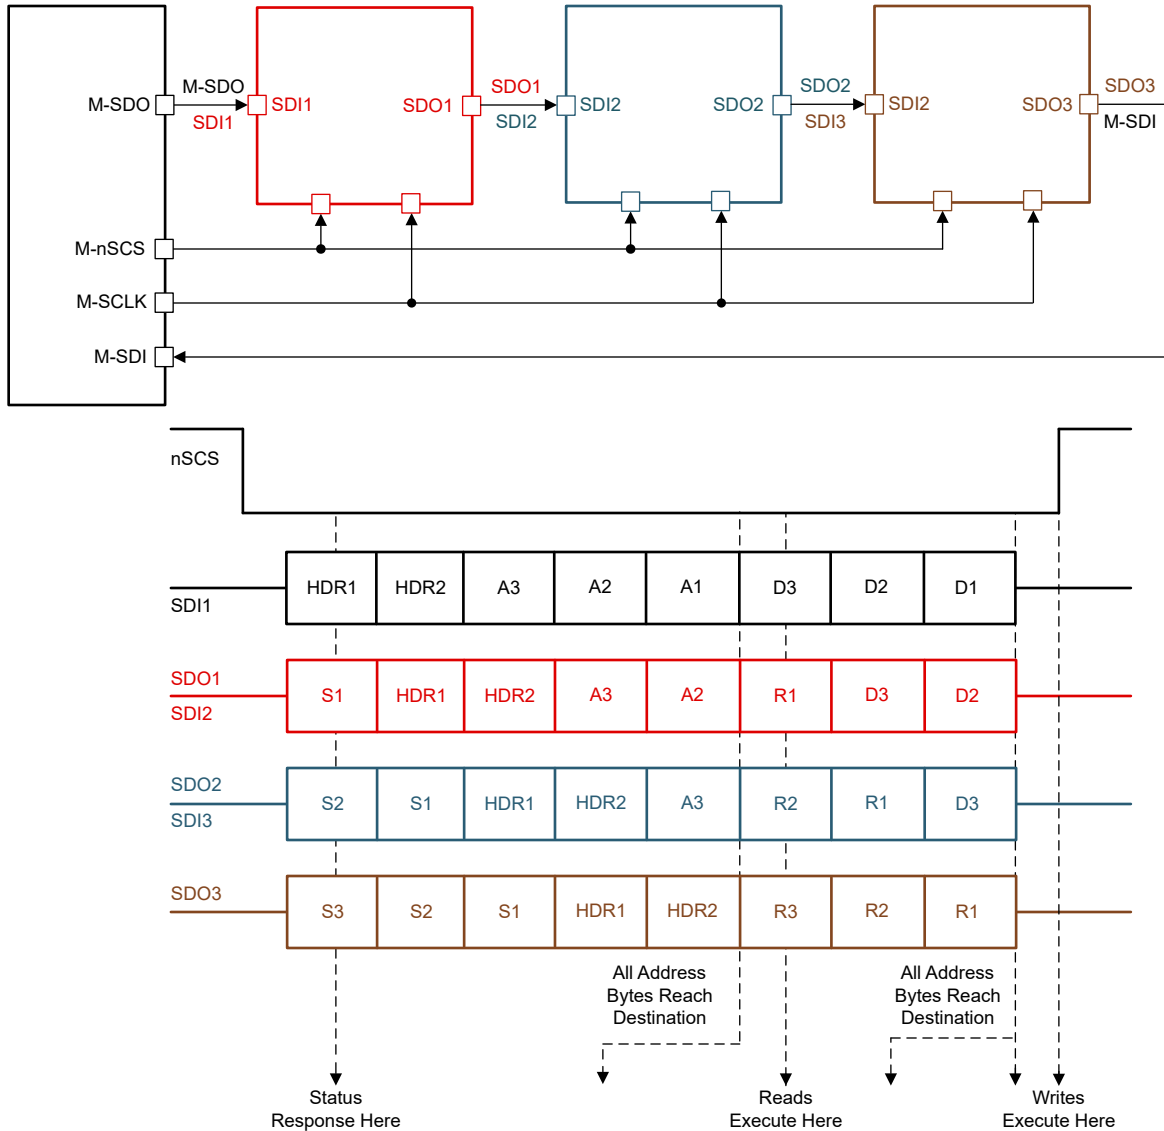 M-SDO
M-SDO
SDI1
SDI1
SDO1
SDO1
SDI2
SDI2
SDO2
SDO2
SDI3
SDI2
SDO3
SDO3
M-SDI
M-nSCS
M-SCLK
M-SDI
nSCS
SDI1
HDR1 HDR2 A3 A2 A1 D3 D2 D1
SDO1
SDI2
S1 HDR1 HDR2 A3 A2 R1 D3 D2
SDO2
SDI3
S2 S1 HDR1 HDR2 A3 R2 R1 D3
SDO3
S3 S2 S1 HDR1 HDR2 R3 R2 R1
All Address
Bytes Reach
Destination
All Address
Bytes Reach
Destination
Status
Response Here
Reads
Execute Here
Writes
Execute Here